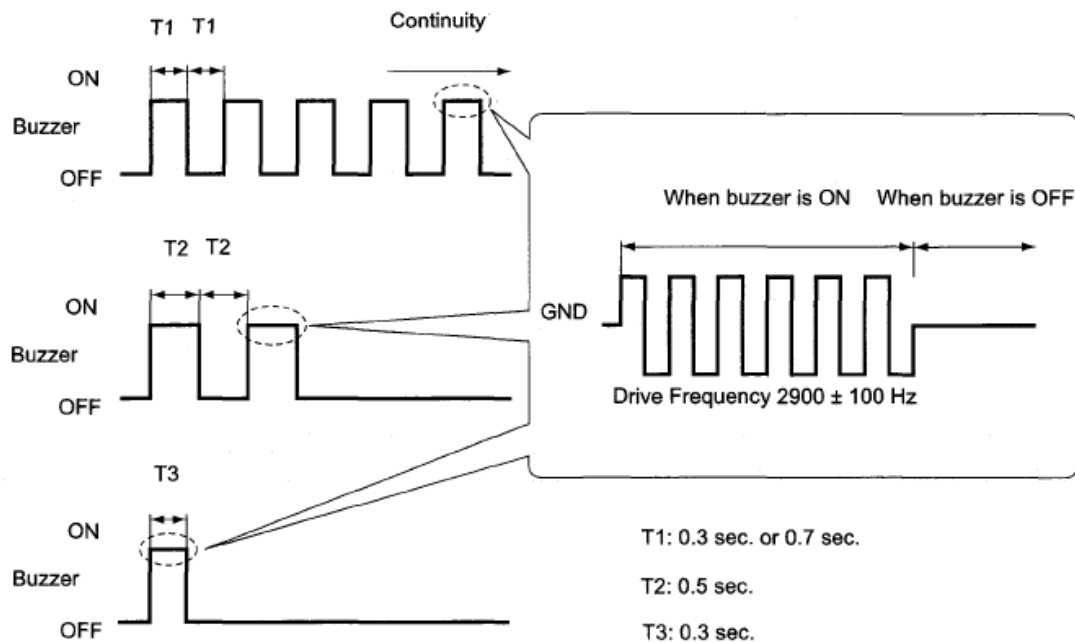 T1 T1
Continuity
ON
Buzzer
OFF
When buzzer is ON When buzzer is OFF
T2 T2
ON
GND
Buzzer
OFF
Drive Frequency 2900 ± 100 Hz
T3
ON
Buzzer
OFF
T1: 0.3 sec. or 0.7 sec.
T2: 0.5 sec.
T3: 0.3 sec.